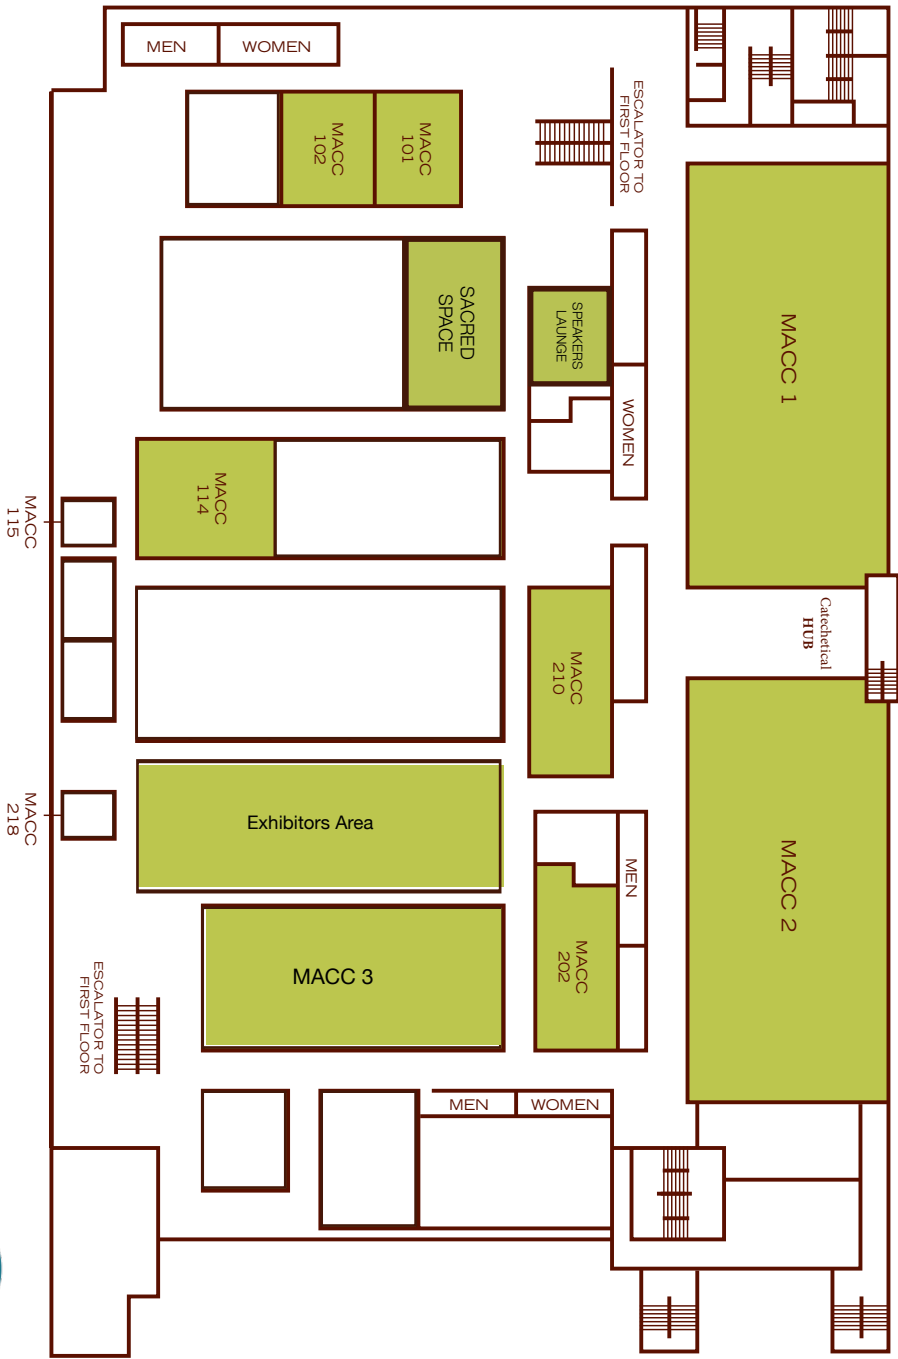 MEN
WOMEN
ESCALATOR TO
FIRST FLOOR
MACC
102
MACC
101
SACRED
SPACE
SPEAKERS
LAUNGE
MACC 1
WOMEN
MACC
114
MACC
115
Catechetical
HUB
MACC
210
MACC
218
Exhibitors Area
MACC 2
MEN
MACC
202
MACC 3
ESCALATOR TO
FIRST FLOOR
MEN
WOMEN